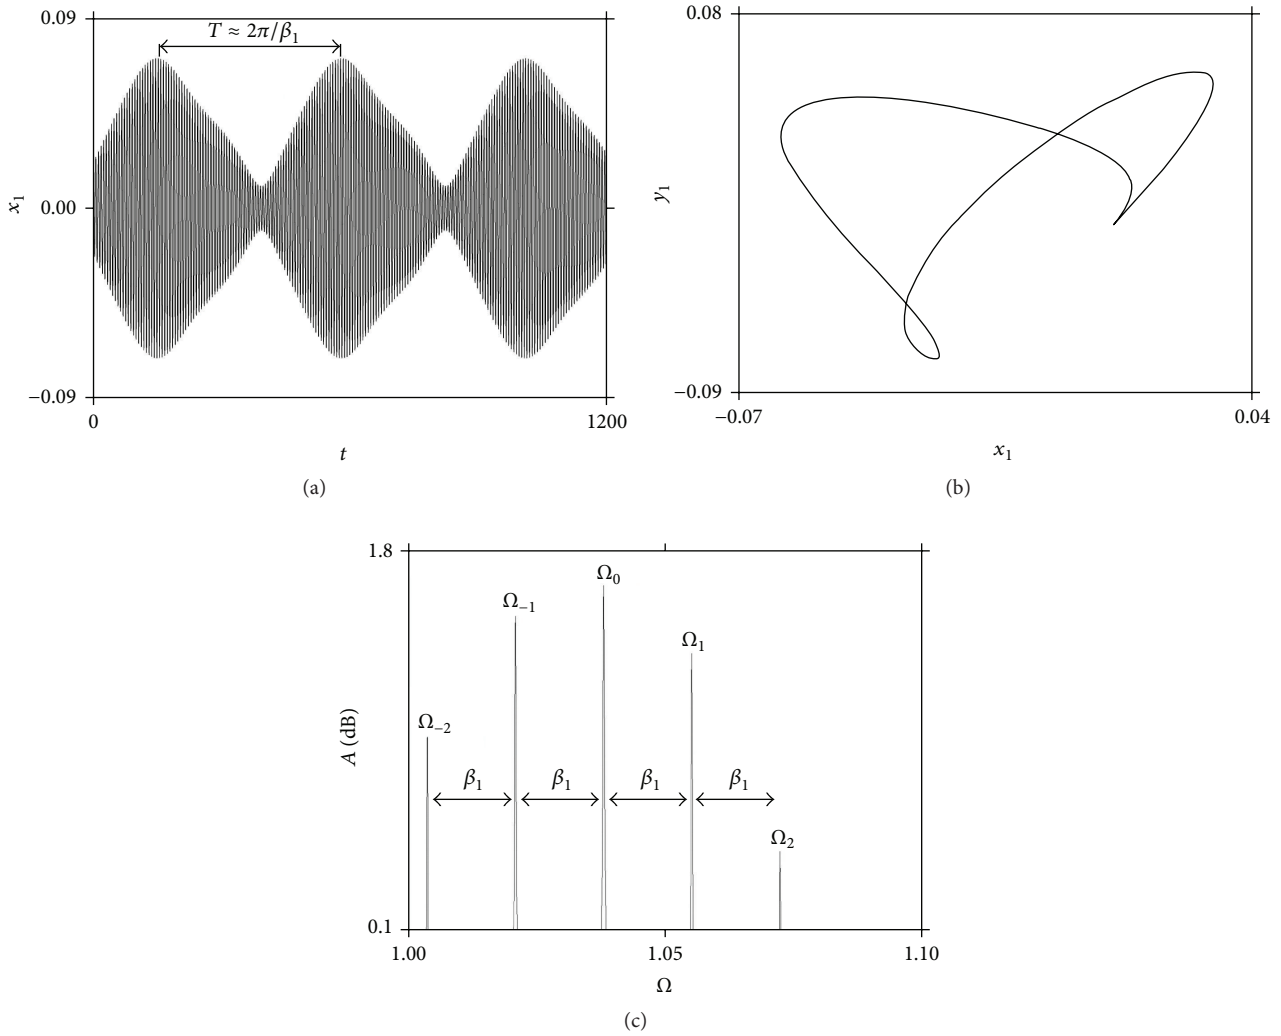 0.09
T ≈ 2π/β₁
x₁
0.00
−0.09
0
1200
t
(a)
0.08
y₁
−0.09
−0.07
0.04
x₁
(b)
1.8
Ω₀
Ω₋₁
Ω₁
Ω₋₂
A (dB)
β₁ β₁ β₁ β₁
Ω₂
0.1
1.00 1.05 1.10
Ω
(c)